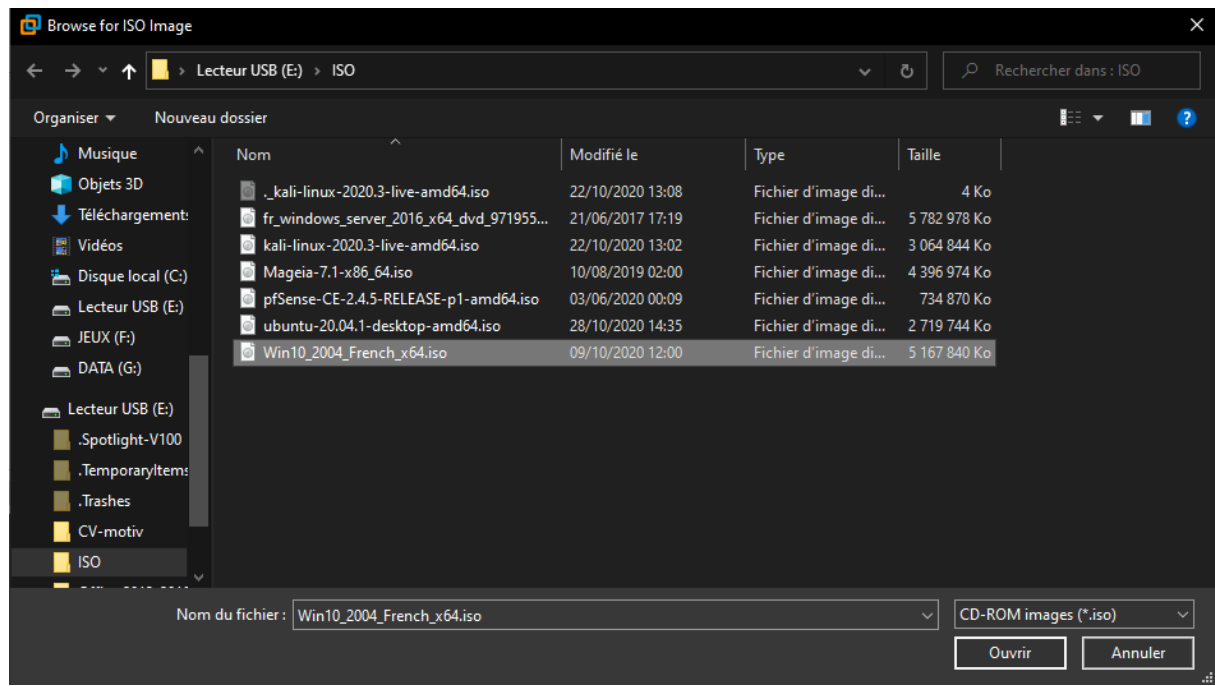 Browse for ISO Image
Lecteur USB (E:) > ISO
Rechercher dans : ISO
Organiser
Nouveau dossier
Musique
Objets 3D
Téléchargement
Vidéos
Disque local (C:)
Lecteur USB (E:)
JEUX (F:)
DATA (G:)
Lecteur USB (E:)
.Spotlight-V100
.TemporaryItems
.Trashes
CV-motiv
ISO
Nom Modifié le Type Taille
._kali-linux-2020.3-live-amd64.iso 22/10/2020 13:08 Fichier d'image di... 4 Ko
fr_windows_server_2016_x64_dvd_971955... 21/06/2017 17:19 Fichier d'image di... 5 782 978 Ko
kali-linux-2020.3-live-amd64.iso 22/10/2020 13:02 Fichier d'image di... 3 064 844 Ko
Mageia-7.1-x86_64.iso 10/08/2019 02:00 Fichier d'image di... 4 396 974 Ko
pfSense-CE-2.4.5-RELEASE-p1-amd64.iso 03/06/2020 00:09 Fichier d'image di... 734 870 Ko
ubuntu-20.04.1-desktop-amd64.iso 28/10/2020 14:35 Fichier d'image di... 2 719 744 Ko
Win10_2004_French_x64.iso 09/10/2020 12:00 Fichier d'image di... 5 167 840 Ko
Nom du fichier : Win10_2004_French_x64.iso
CD-ROM images (*.iso)
Ouvrir
Annuler